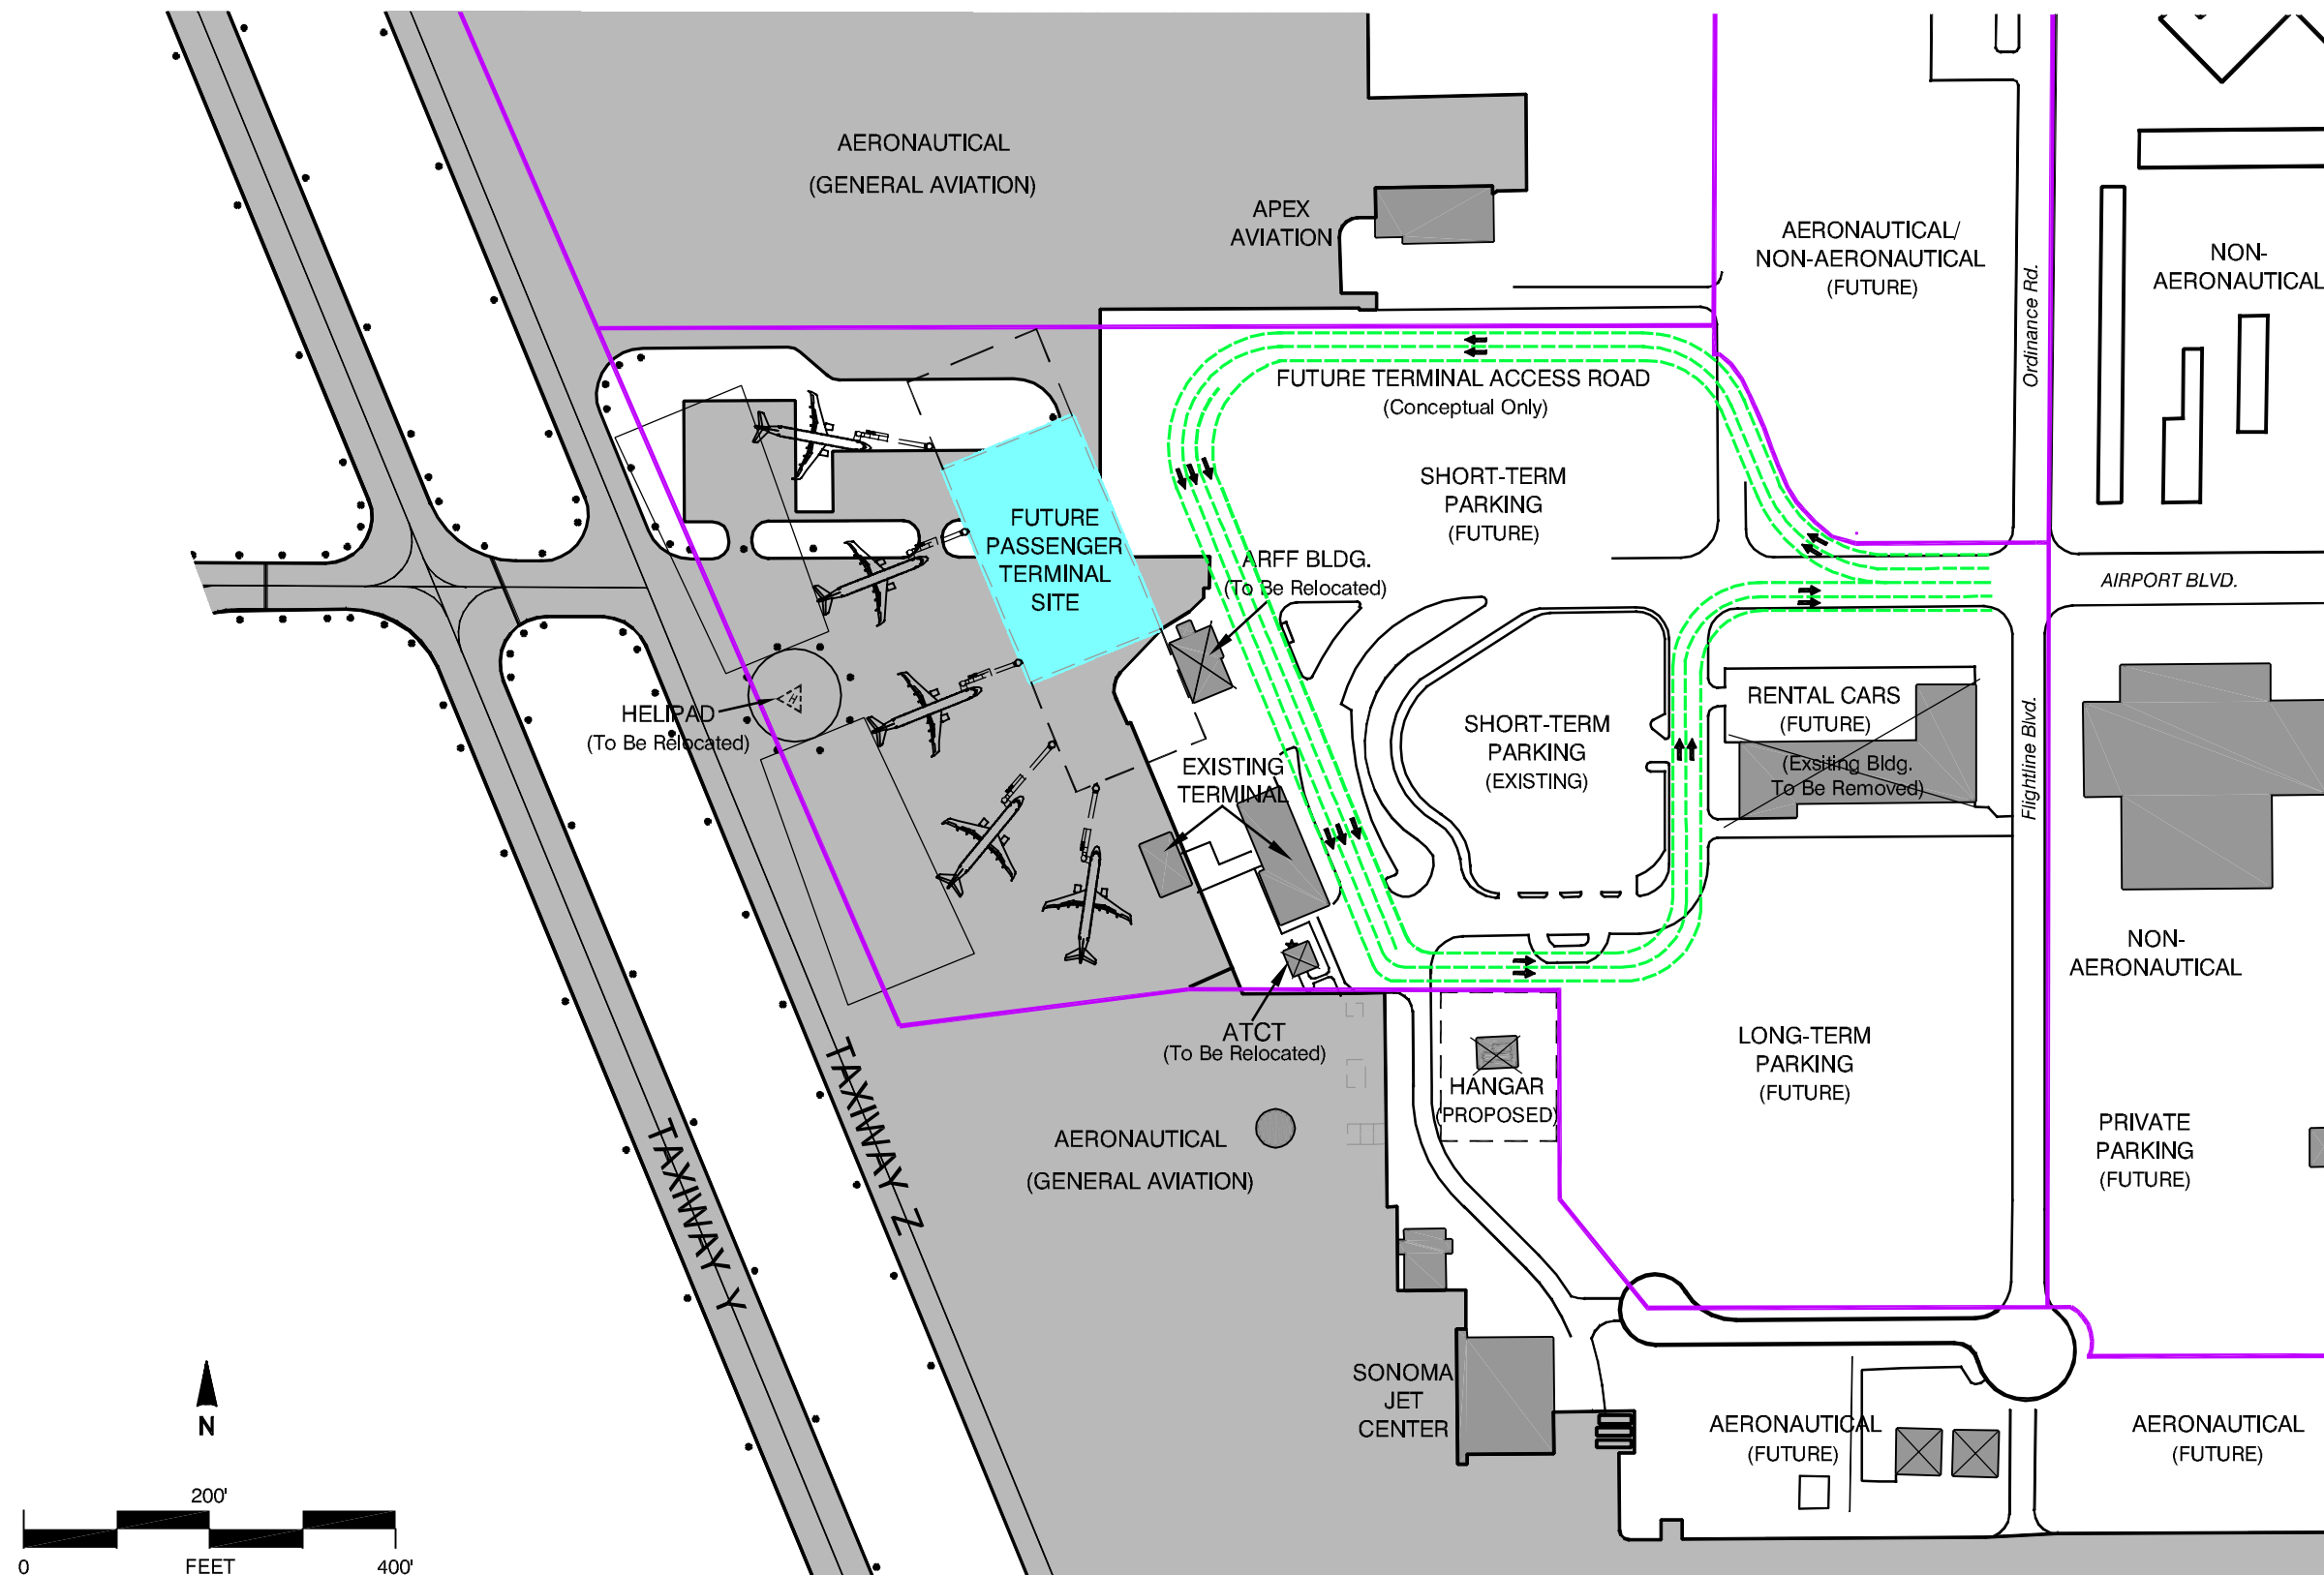 AERONAUTICAL
(GENERAL AVIATION)
APEX
AVIATION
AERONAUTICAL/
NON-AERONAUTICAL
(FUTURE)
Ordinance Rd.
NON-
AERONAUTICAL
FUTURE TERMINAL ACCESS ROAD
(Conceptual Only)
SHORT-TERM
PARKING
(FUTURE)
FUTURE
PASSENGER
TERMINAL
SITE
ARFF BLDG.
(To Be Relocated)
AIRPORT BLVD.
HELIPAD
(To Be Relocated)
H
EXISTING
TERMINAL
SHORT-TERM
PARKING
(EXISTING)
RENTAL CARS
(FUTURE)
(Exsiting Bldg.
To Be Removed)
Flightline Blvd.
NON-
AERONAUTICAL
ATCT
(To Be Relocated)
HANGAR
(PROPOSED)
LONG-TERM
PARKING
(FUTURE)
PRIVATE
PARKING
(FUTURE)
AERONAUTICAL
(GENERAL AVIATION)
TAXIWAY Z
TAXIWAY Y
SONOMA
JET
CENTER
AERONAUTICAL
(FUTURE)
AERONAUTICAL
(FUTURE)
N
200'
0
FEET
400'